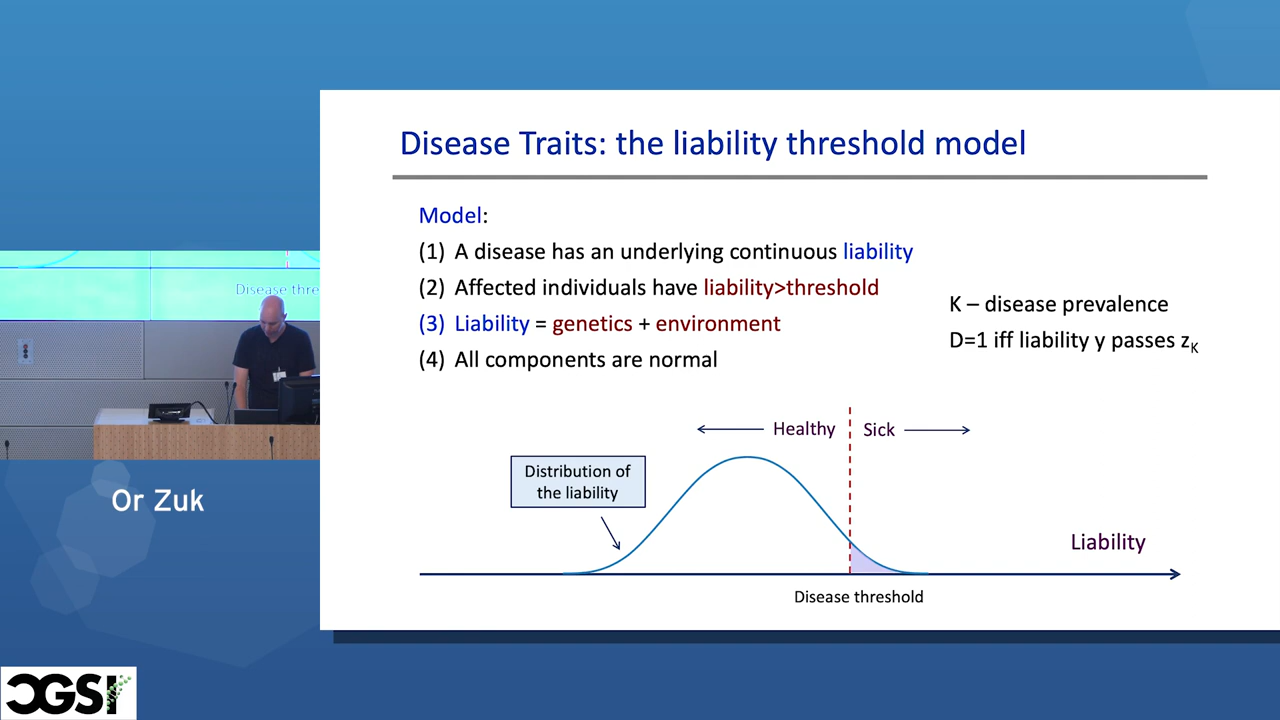 Disease Traits: the liability threshold model
Model:
(1) A disease has an underlying continuous liability
(2) Affected individuals have liability>threshold
(3) Liability = genetics + environment
(4) All components are normal
K – disease prevalence
D=1 iff liability y passes zK
Healthy
Sick
Distribution of
the liability
Liability
Disease threshold
Disease thre
Or Zuk
CGSI